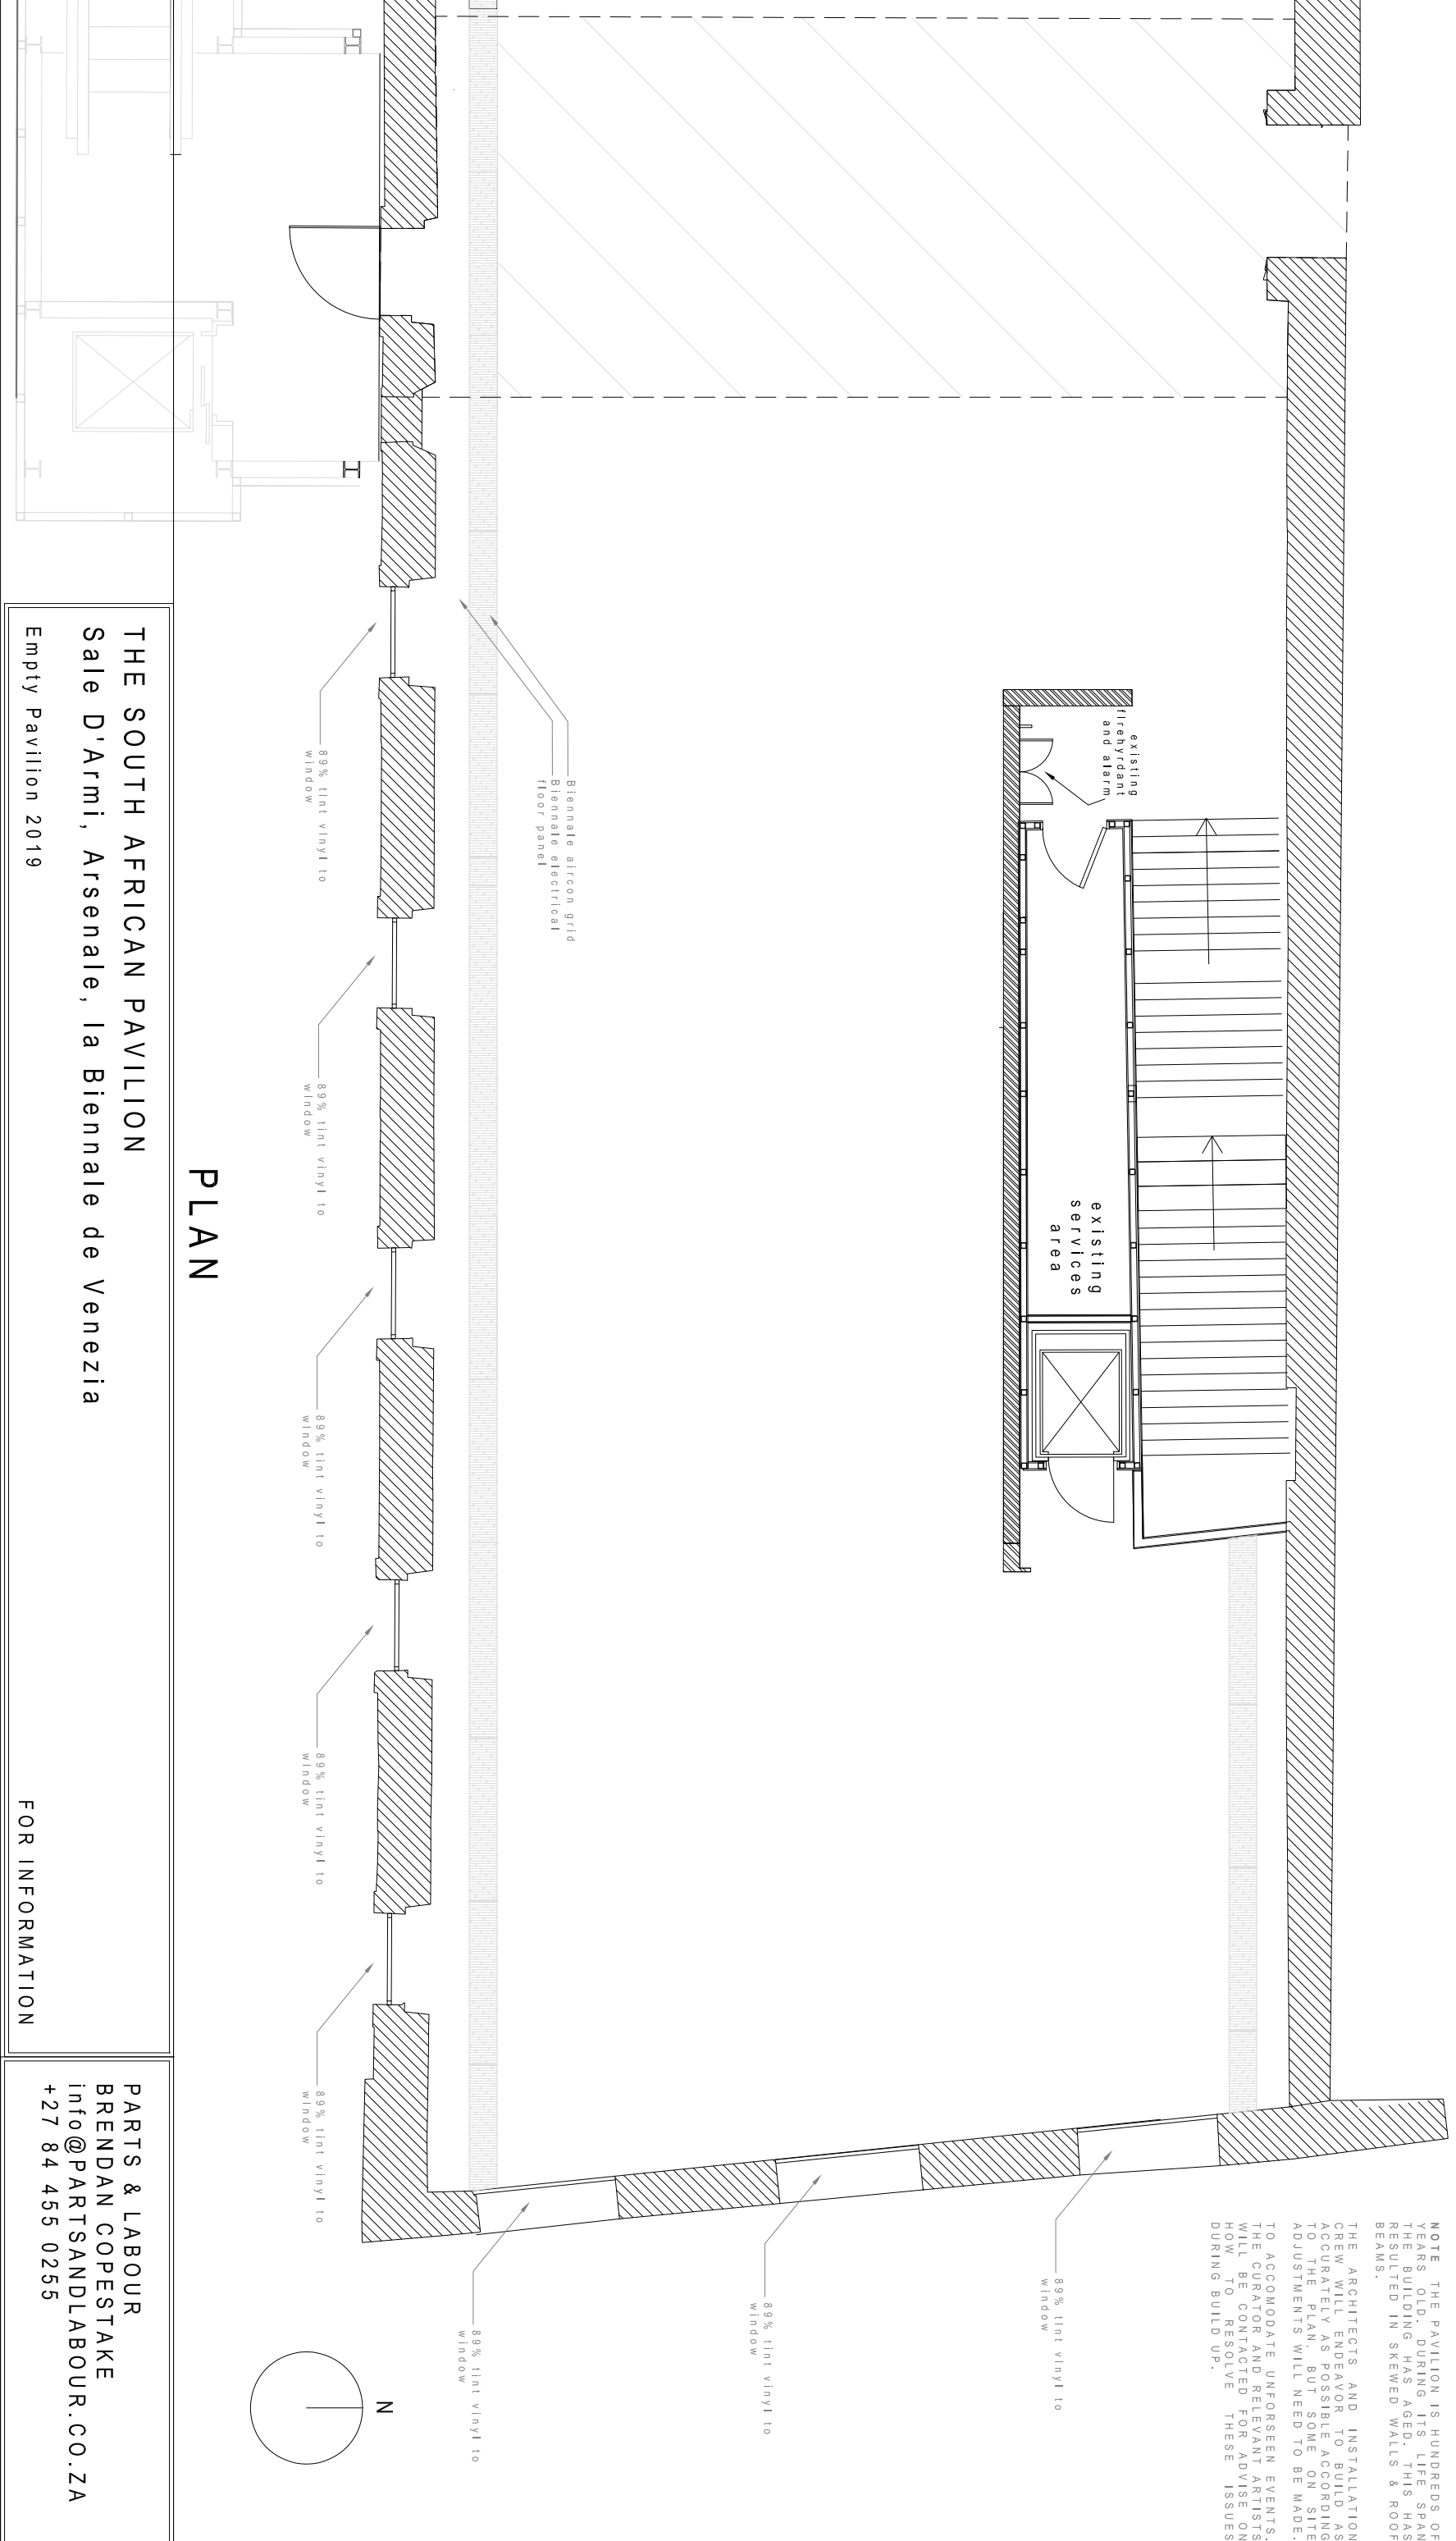 NOTE THE PAVILION IS HUNDREDS OF
YEARS OLD. DURING ITS LIFE SPAN
THE BUILDING HAS AGED. THIS HAS
RESULTED IN SKEWED WALLS & ROOF
BEAMS.
THE ARCHITECTS AND INSTALLATION
CREW WILL ENDEAVOR TO BUILD AS
ACCURATELY AS POSSIBLE ACCORDING
TO THE PLAN, BUT SOME ON SITE
ADJUSTMENTS WILL NEED TO BE MADE.
TO ACCOMODATE UNFORSEEN EVENTS,
THE CURATOR AND RELEVANT ARTISTS
WILL BE CONTACTED FOR ADVISE ON
HOW TO RESOLVE THESE ISSUES
DURING BUILD UP.
existing
firehyrdant
and alarm
existing
services
area
Biennale aircon grid
Biennale electrical
floor panel
89% tint vinyl to
window
89% tint vinyl to
window
89% tint vinyl to
window
89% tint vinyl to
window
89% tint vinyl to
window
89% tint vinyl to
window
89% tint vinyl to
window
89% tint vinyl to
window
N
PLAN
THE SOUTH AFRICAN PAVILION
Sale D'Armi, Arsenale, la Biennale de Venezia
Empty Pavilion 2019
FOR INFORMATION
PARTS & LABOUR
BRENDAN COPESTAKE
info@PARTSANDLABOUR.CO.ZA
+27 84 455 0255